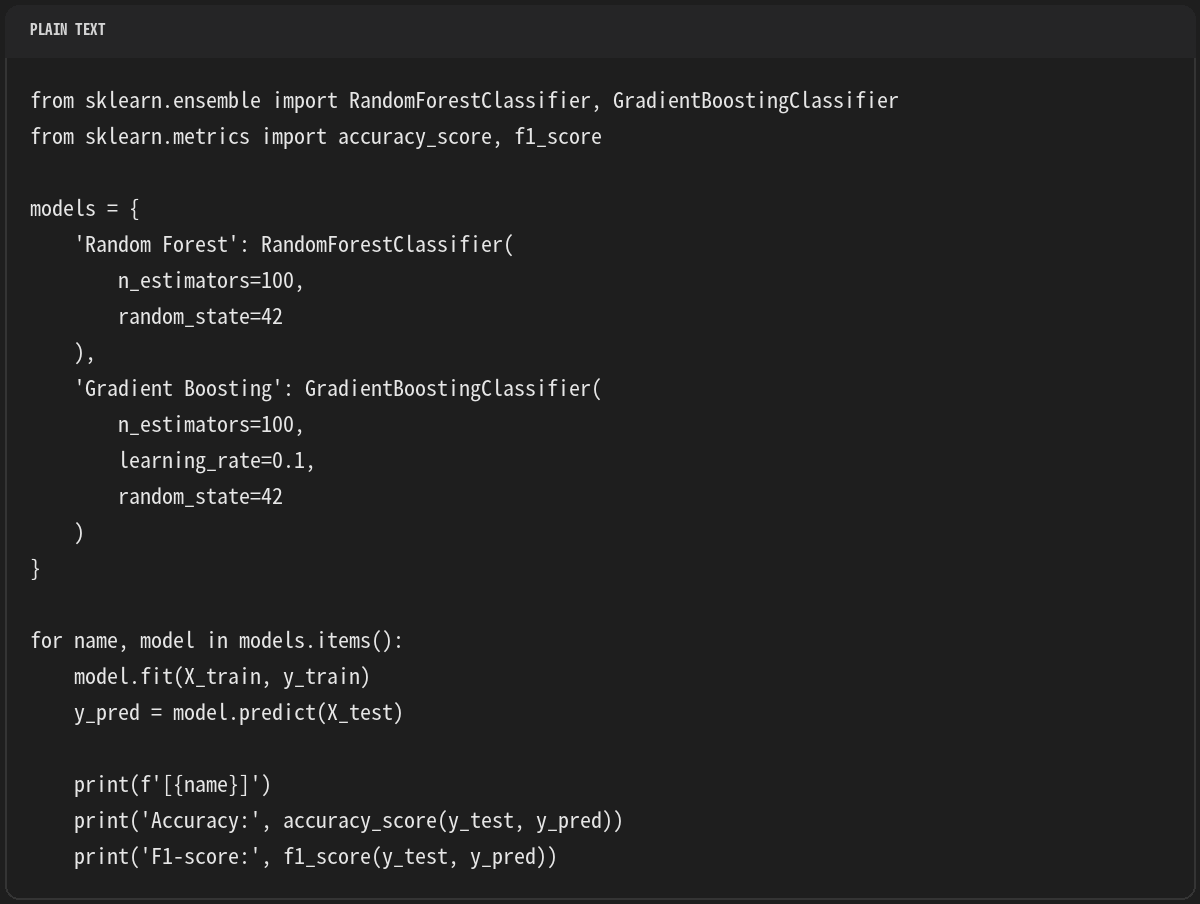 PLAIN TEXT
from sklearn.ensemble import RandomForestClassifier, GradientBoostingClassifier
from sklearn.metrics import accuracy_score, f1_score

models = {
    'Random Forest': RandomForestClassifier(
        n_estimators=100,
        random_state=42
    ),
    'Gradient Boosting': GradientBoostingClassifier(
        n_estimators=100,
        learning_rate=0.1,
        random_state=42
    )
}

for name, model in models.items():
    model.fit(X_train, y_train)
    y_pred = model.predict(X_test)

    print(f'[{name}]')
    print('Accuracy:', accuracy_score(y_test, y_pred))
    print('F1-score:', f1_score(y_test, y_pred))